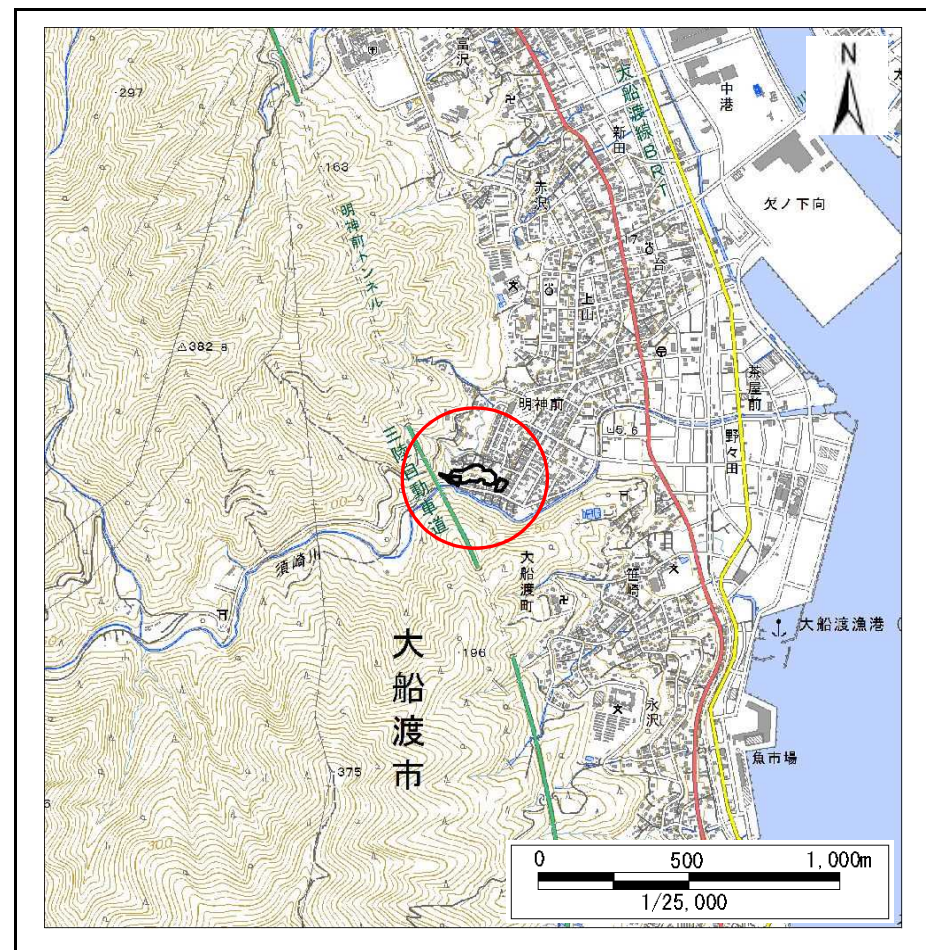 富沢
N
中港
大船渡線BRT
新田
297
163
赤沢
欠ノ下向
明神前トンネル
台
上山
382.8
茶屋前
明神前
5.6
野々田
三陸自動車道
須崎川
大船渡町
笹崎
大船渡漁港(
大船渡市
196
永沢
魚市場
375
300
0 500 1,000m
1/25,000